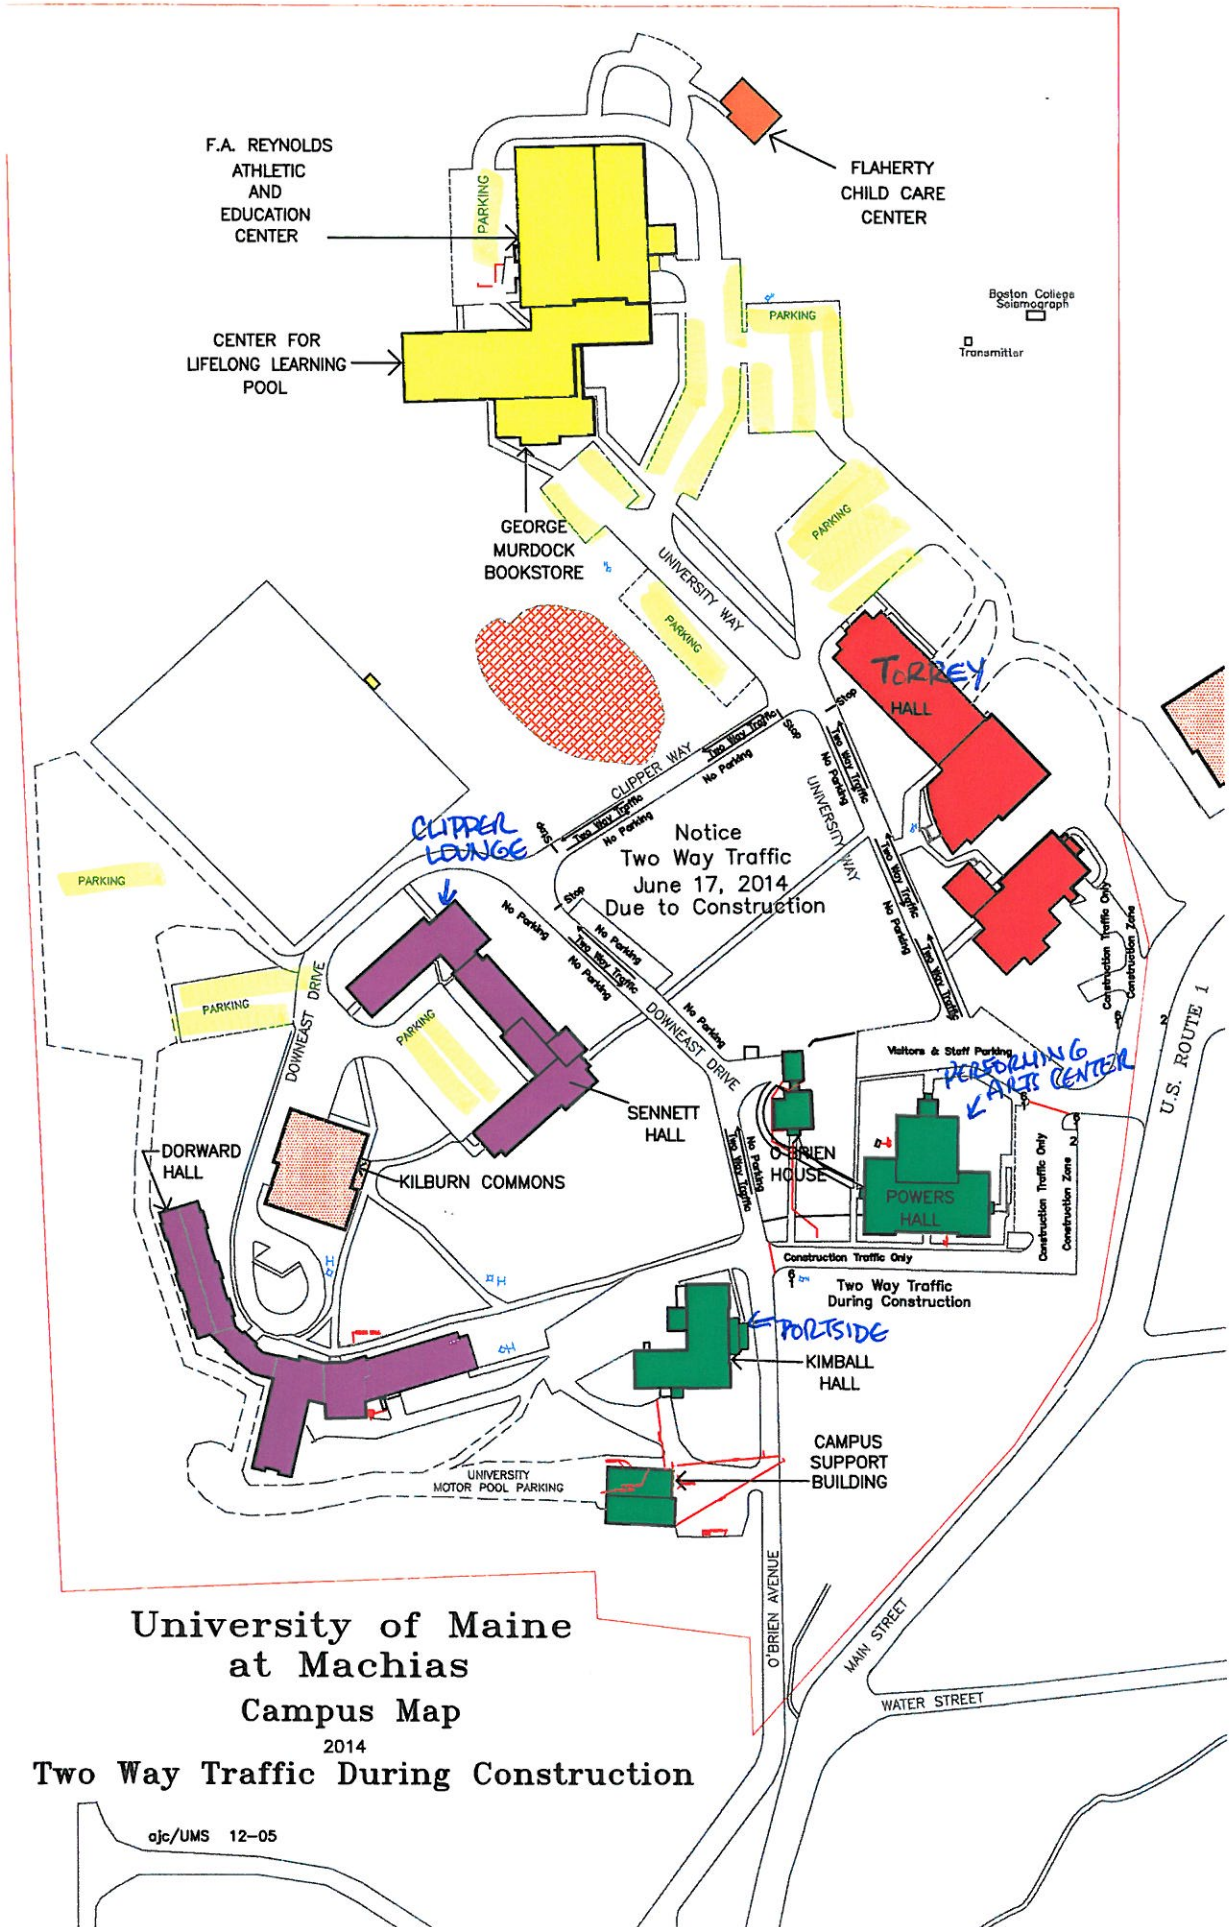 F.A. REYNOLDS
ATHLETIC
AND
EDUCATION
CENTER
PARKING
FLAHERTY
CHILD CARE
CENTER
Boston College
Seismograph
Transmitter
PARKING
CENTER FOR
LIFELONG LEARNING
POOL
GEORGE
MURDOCK
BOOKSTORE
PARKING
UNIVERSITY WAY
PARKING
TORREY
HALL
Stop
Stop
Two Way Traffic
No Parking
CLIPPER WAY
Two Way Traffic
No Parking
Stop
Two Way Traffic
No Parking
UNIVERSITY WAY
Notice
Two Way Traffic
June 17, 2014
Due to Construction
CLIPPER
LOUNGE
Stop
No Parking
No Parking
Two Way Traffic
No Parking
Two Way Traffic
No Parking
Two Way Traffic
Construction Traffic Only
Construction Zone
PARKING
PARKING
DOWNEAST DRIVE
PARKING
No Parking
DOWNEAST DRIVE
U.S. ROUTE 1
2
Visitors & Staff Parking
PERFORMING
ARTS CENTER
SENNETT
HALL
No Parking
Two Way Traffic
O'BRIEN
HOUSE
POWERS
HALL
Construction Traffic Only
Construction Zone
2
DORWARD
HALL
KILBURN COMMONS
H
H
H
Construction Traffic Only
Two Way Traffic
During Construction
PORTSIDE
KIMBALL
HALL
CAMPUS
SUPPORT
BUILDING
UNIVERSITY
MOTOR POOL PARKING
O'BRIEN AVENUE
MAIN STREET
WATER STREET
University of Maine
at Machias
Campus Map
2014
Two Way Traffic During Construction
ajc/UMS 12-05